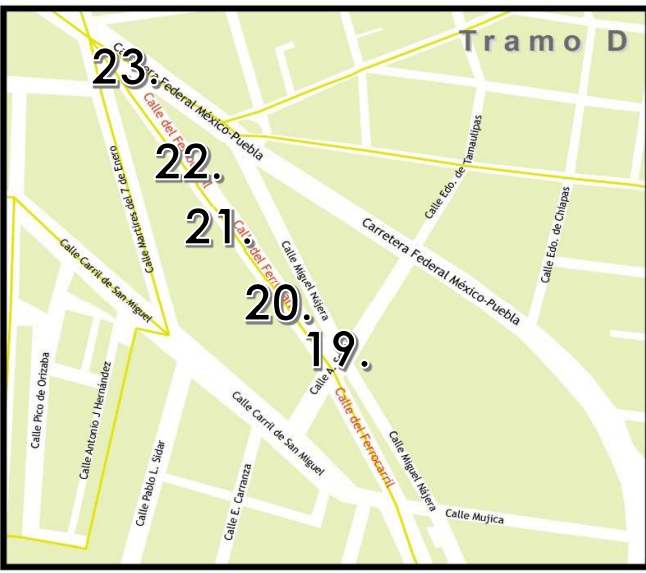 Tramo D
23.
Carretera Federal México-Puebla
Calle del Ferrocarril
22.
21.
Calle Martires del 7 de Enero
Calle Edo. de Tamaulipas
Calle Edo. de Chiapas
Carretera Federal México-Puebla
Calle del Ferrocarril
Calle Miguel Nájera
Calle Carril de San Miguel
20.
19.
Calle A.
Calle Pico de Orizaba
Calle Antonio J Hernández
Calle Carril de San Miguel
Calle del Ferrocarril
Calle Miguel Nájera
Calle Pablo L. Sidar
Calle E. Carranza
Calle Mujica